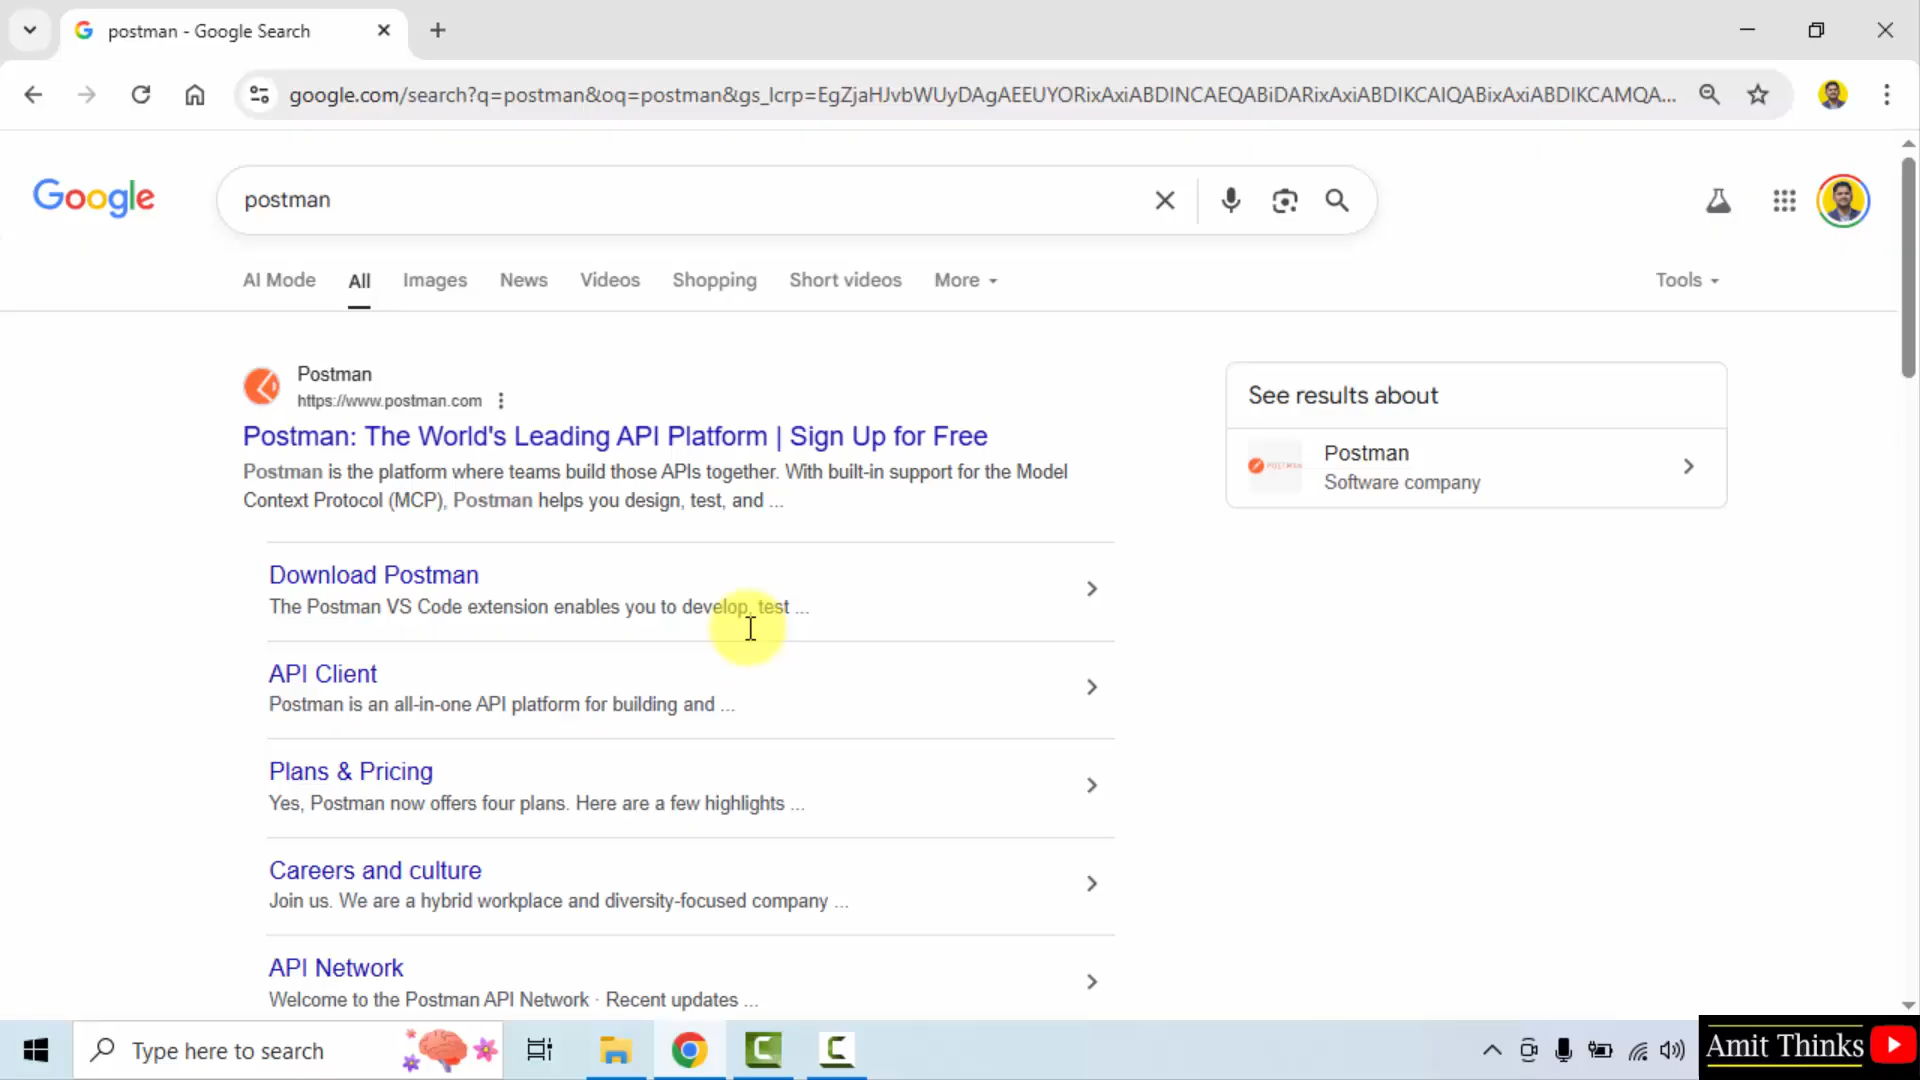 postman - Google Search
google.com/search?q=postman&oq=postman&gs_lcrp=EgZjaHJvbWUyDAgAEEUYORixAxiABDINCAEQABiDARixAxiABDIKCAIQABixAxiABDIKCAMQA...
Google
postman
AI Mode
All
Images
News
Videos
Shopping
Short videos
More
Tools
Postman
https://www.postman.com
Postman: The World's Leading API Platform | Sign Up for Free
Postman is the platform where teams build those APIs together. With built-in support for the Model
Context Protocol (MCP), Postman helps you design, test, and ...
See results about
POSTMAN
Postman
Software company
Download Postman
The Postman VS Code extension enables you to develop, test ...
API Client
Postman is an all-in-one API platform for building and ...
Plans & Pricing
Yes, Postman now offers four plans. Here are a few highlights ...
Careers and culture
Join us. We are a hybrid workplace and diversity-focused company ...
API Network
Welcome to the Postman API Network · Recent updates ...
Type here to search
Amit Thinks